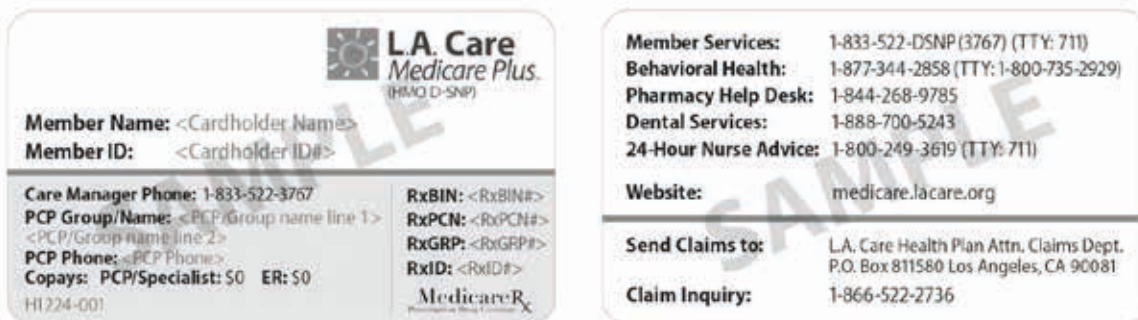 L.A. Care
Medicare Plus™
(HMO D-SNP)
Member Name: <Cardholder Name>
Member ID: <Cardholder ID#>
Care Manager Phone: 1-833-522-3767
PCP Group/Name: <PCP/Group name line 1>
<PCP/Group name line 2>
PCP Phone: <PCP Phone>
Copays: PCP/Specialist: $0 ER: $0
H1224-001
RxBIN: <RxBIN#>
RxPCN: <RxPCN#>
RxGRP: <RxGRP#>
RxID: <RxID#>
MedicareRx
Prescription Drug Coverage
SAMPLE
Member Services: 1-833-522-DSNP (3767) (TTY: 711)
Behavioral Health: 1-877-344-2858 (TTY: 1-800-735-2929)
Pharmacy Help Desk: 1-844-268-9785
Dental Services: 1-888-700-5243
24-Hour Nurse Advice: 1-800-249-3619 (TTY: 711)
Website: medicare.lacare.org
Send Claims to: L.A. Care Health Plan Attn. Claims Dept.
P.O. Box 811580 Los Angeles, CA 90081
Claim Inquiry: 1-866-522-2736
SAMPLE